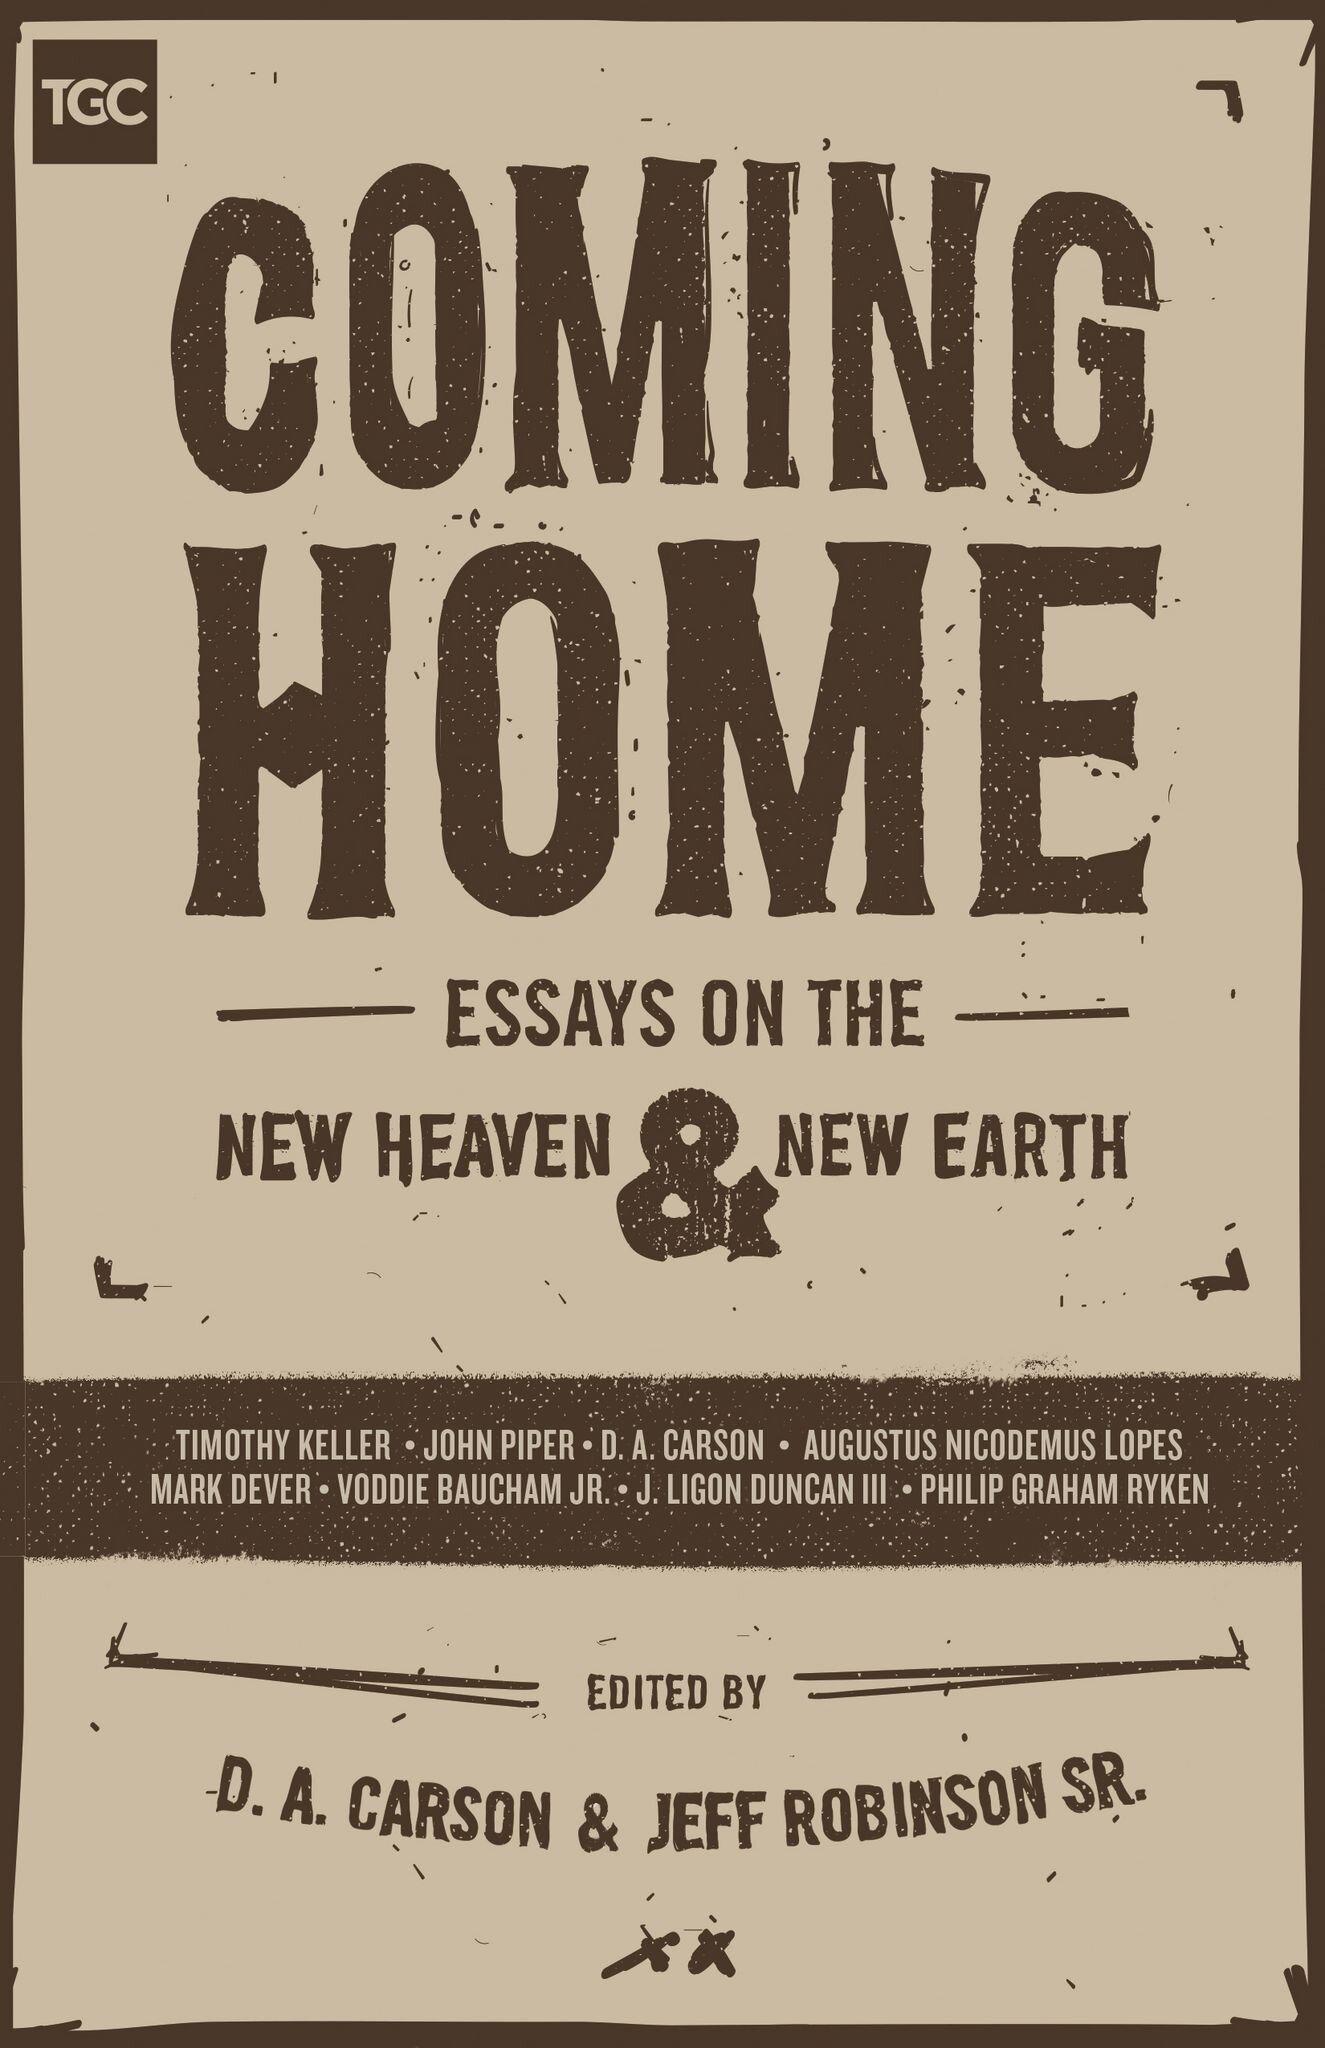 TGC
COMING
HOME
ESSAYS ON THE
NEW HEAVEN & NEW EARTH
TIMOTHY KELLER • JOHN PIPER • D. A. CARSON • AUGUSTUS NICODEMUS LOPES
MARK DEVER • VODDIE BAUCHAM JR. • J. LIGON DUNCAN III • PHILIP GRAHAM RYKEN
EDITED BY
D. A. CARSON & JEFF ROBINSON SR.